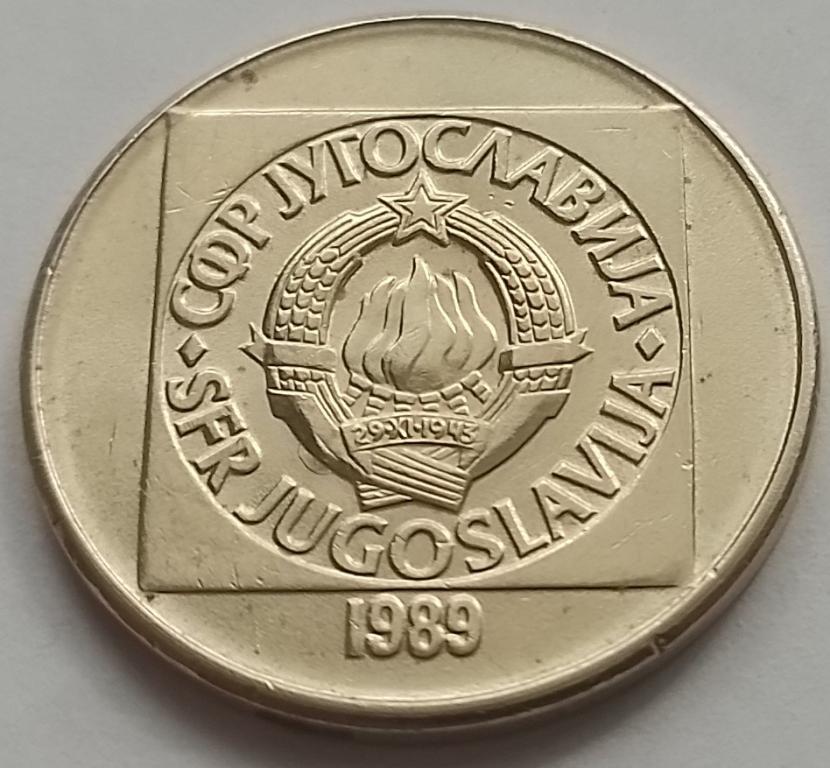 СФР ЈУГОСЛАВИЈА
SFR JUGOSLAVIJA
29·XI·1943
1989